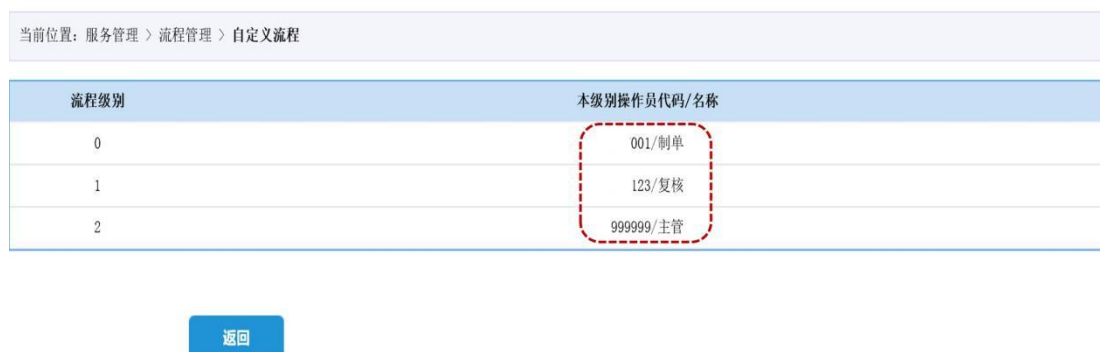 当前位置：服务管理 〉流程管理 〉自定义流程
流程级别 本级别操作员代码/名称
0 001/制单
1 123/复核
2 999999/主管
返回